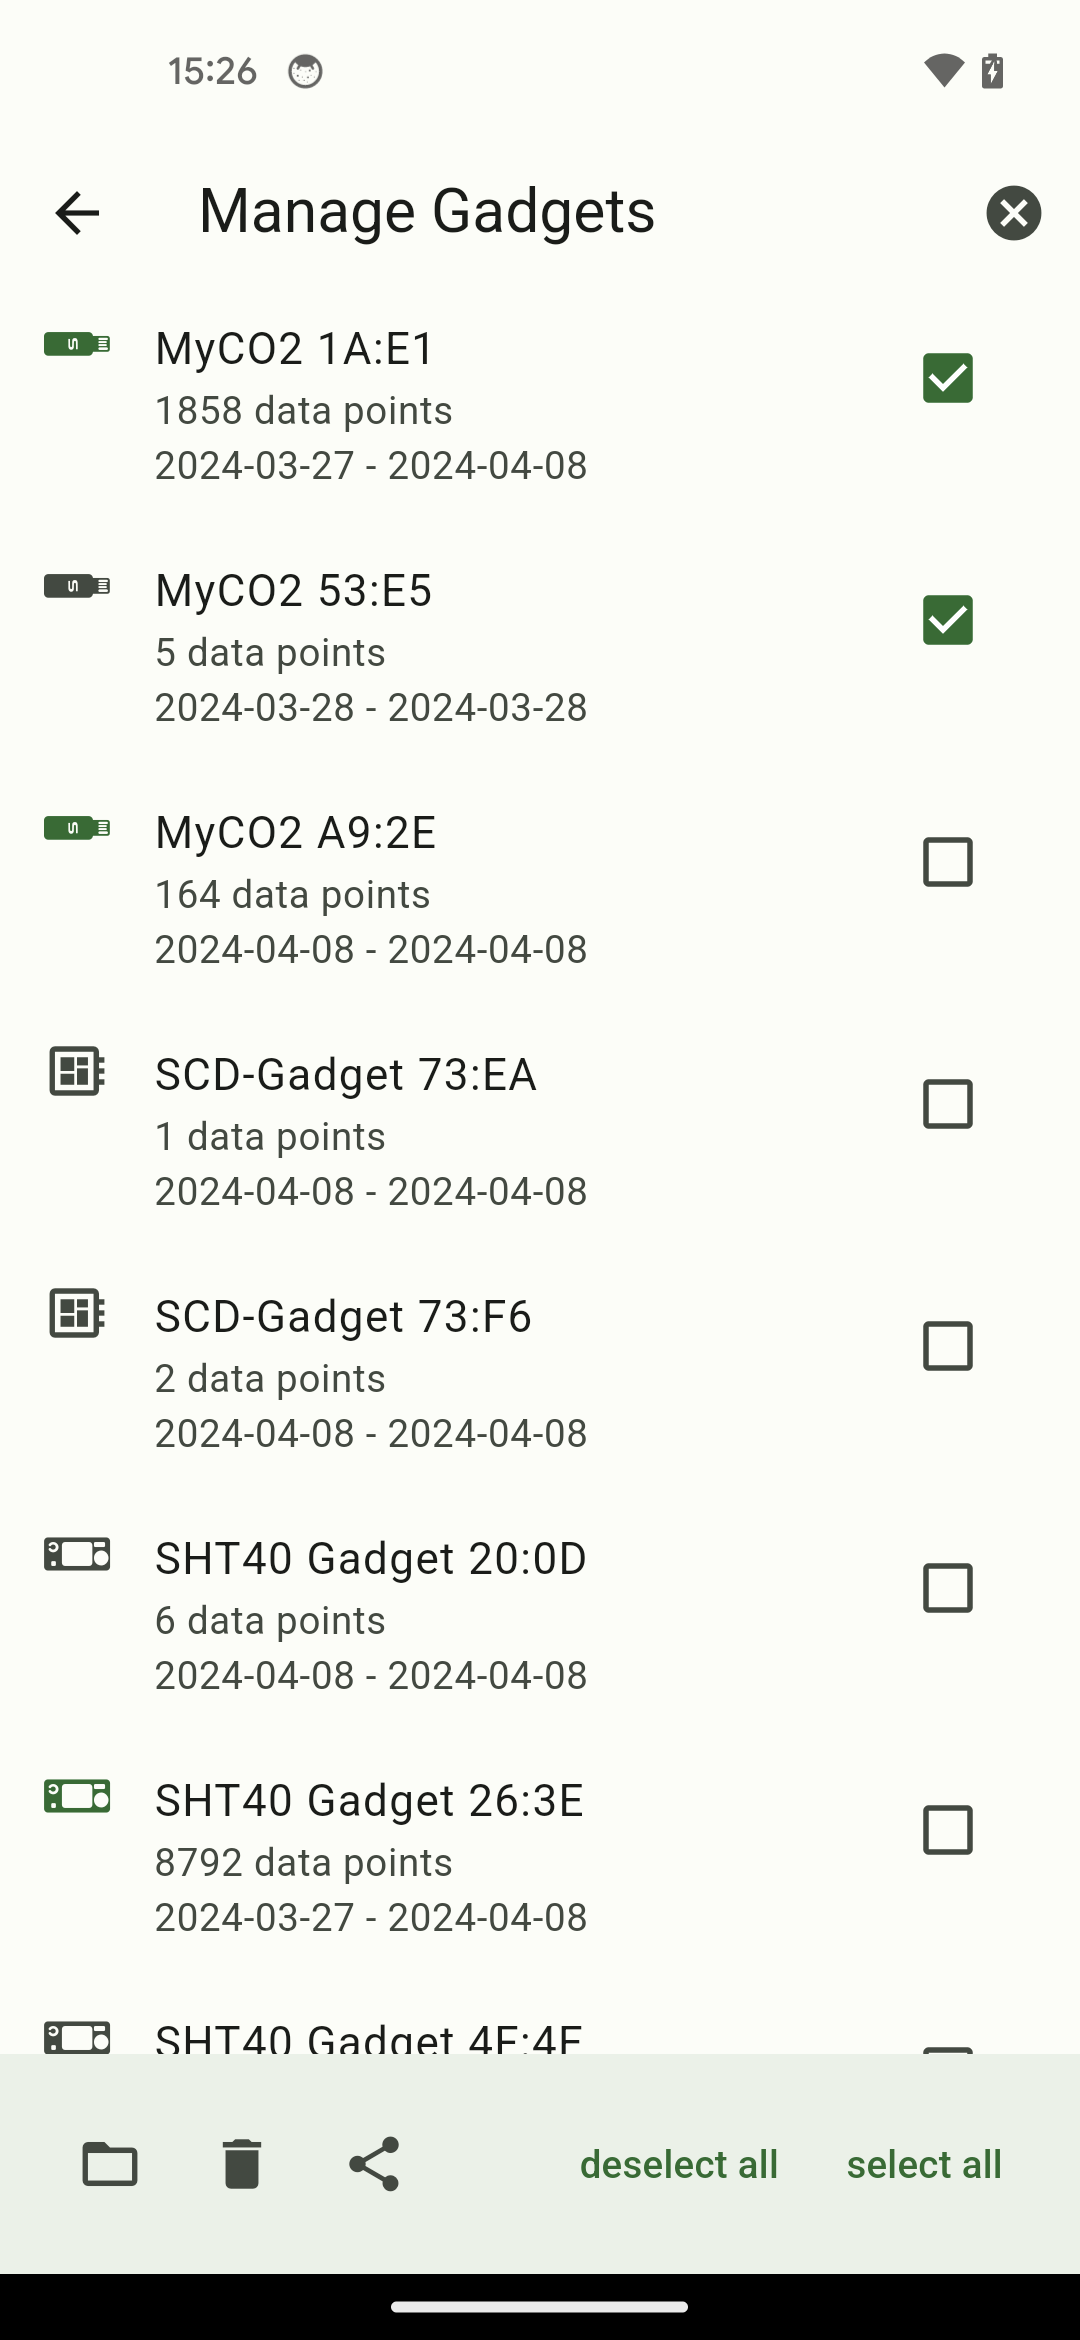 15:26
Manage Gadgets
MyCO2 1A:E1
1858 data points
2024-03-27 - 2024-04-08
MyCO2 53:E5
5 data points
2024-03-28 - 2024-03-28
MyCO2 A9:2E
164 data points
2024-04-08 - 2024-04-08
SCD-Gadget 73:EA
1 data points
2024-04-08 - 2024-04-08
SCD-Gadget 73:F6
2 data points
2024-04-08 - 2024-04-08
SHT40 Gadget 20:0D
6 data points
2024-04-08 - 2024-04-08
SHT40 Gadget 26:3E
8792 data points
2024-03-27 - 2024-04-08
SHT40 Gadget
deselect all select all